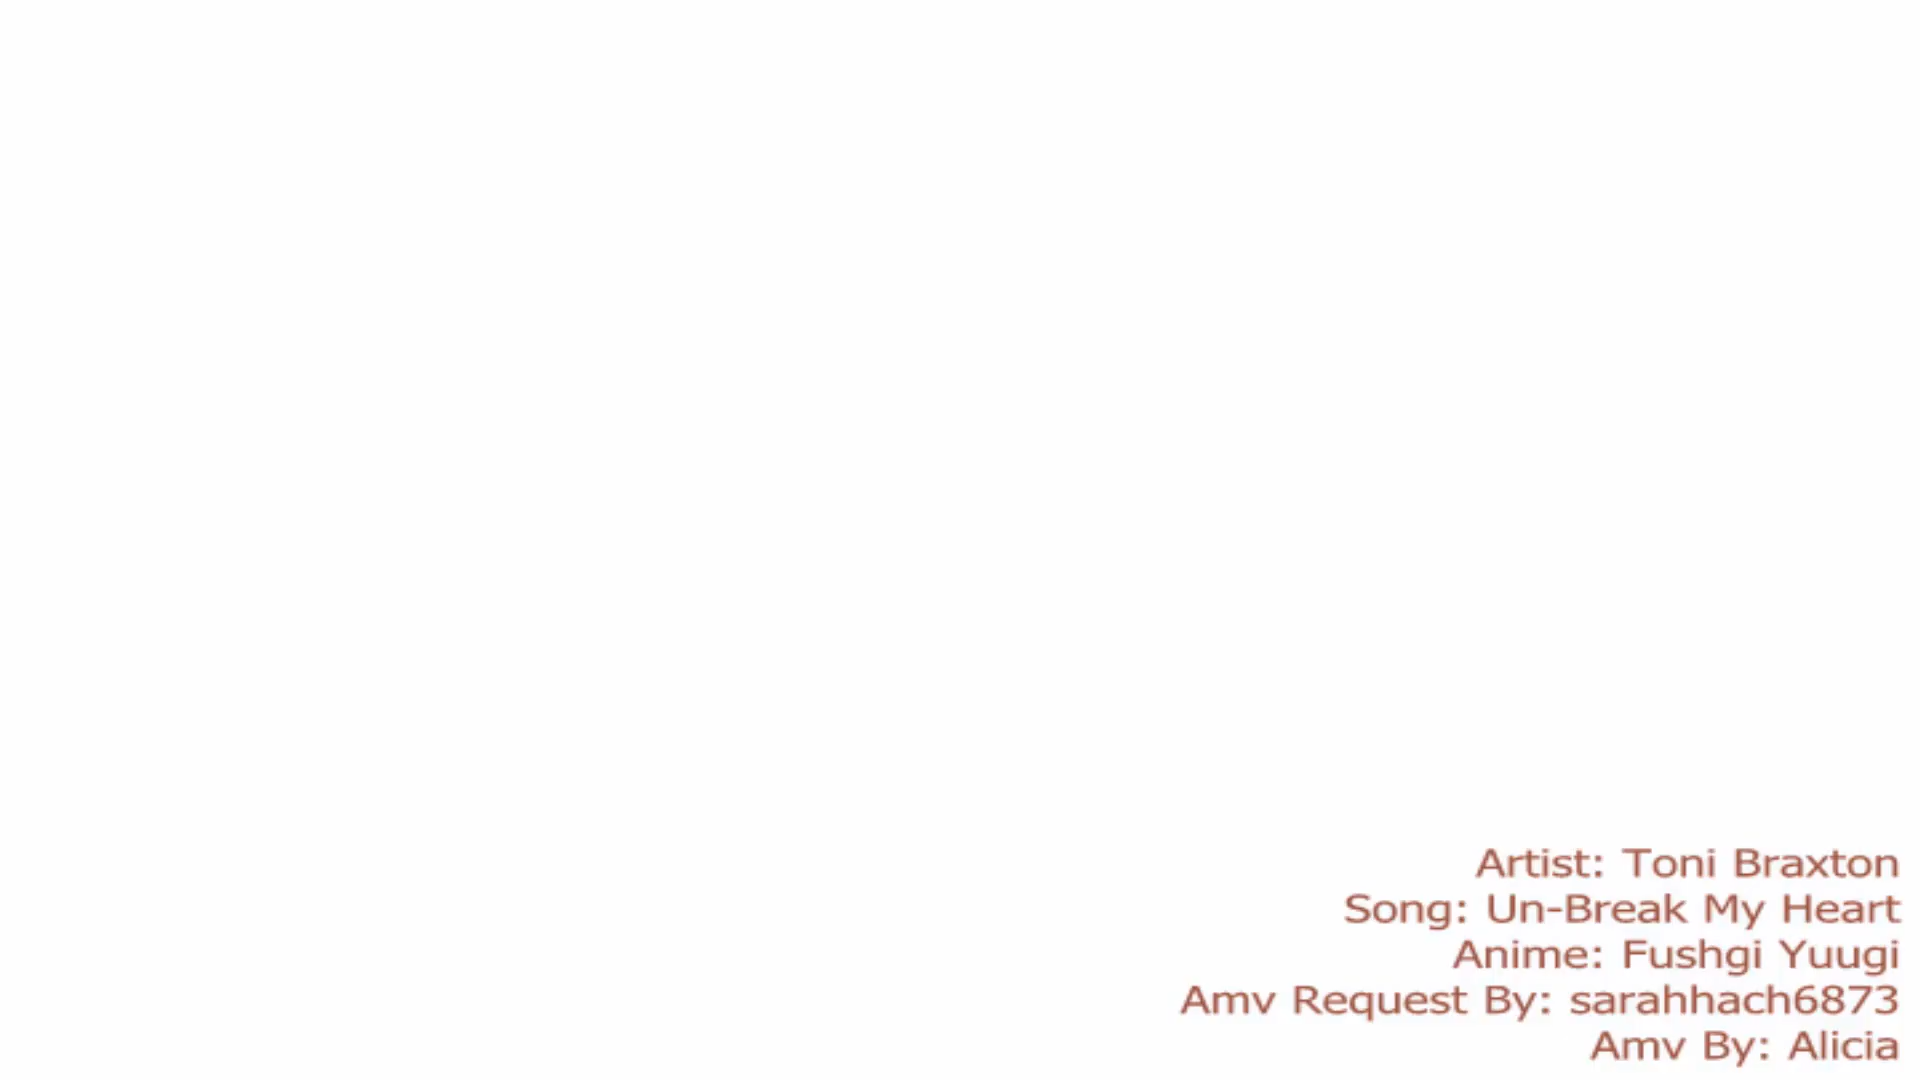 Artist: Toni Braxton
Song: Un-Break My Heart
Anime: Fushgi Yuugi
Amv Request By: sarahhach6873
Amv By: Alicia